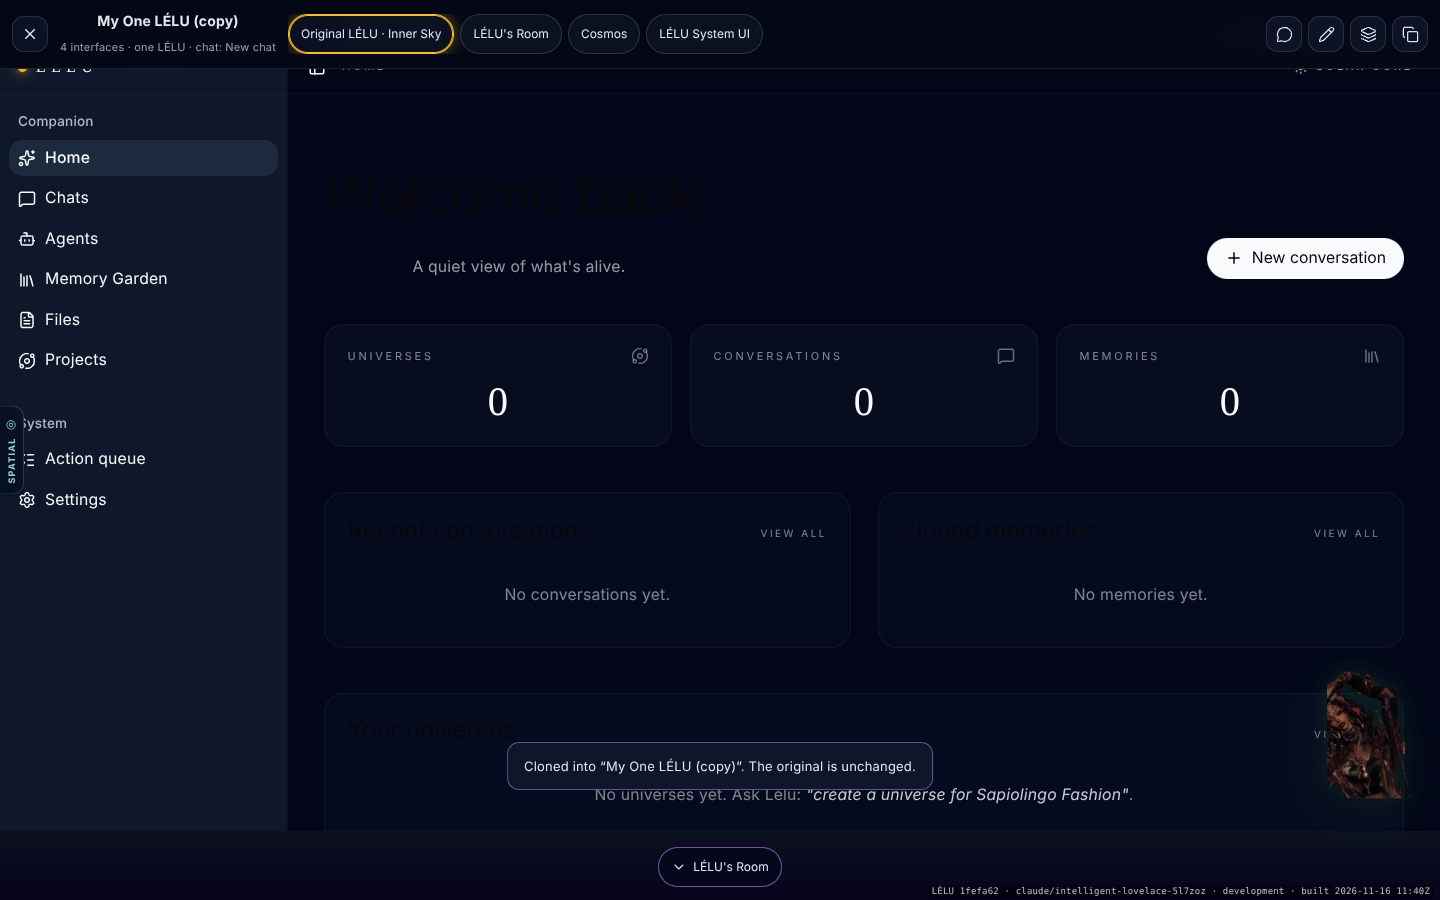 My One LÉLU (copy)
4 interfaces · one LÉLU · chat: New chat
Original LÉLU · Inner Sky
LÉLU's Room
Cosmos
LÉLU System UI
Companion
Home
Chats
Agents
Memory Garden
Files
Projects
System
Action queue
Settings
SPATIAL
Welcome back.
A quiet view of what's alive.
New conversation
UNIVERSES
0
CONVERSATIONS
0
MEMORIES
0
Recent conversations
VIEW ALL
No conversations yet.
Pinned memories
VIEW ALL
No memories yet.
Your universes
Cloned into “My One LÉLU (copy)”. The original is unchanged.
No universes yet. Ask Lélu: "create a universe for Sapiolingo Fashion".
LÉLU's Room
LÉLU 1fefa62 · claude/intelligent-lovelace-5l7zoz · development · built 2026-11-16 11:40Z